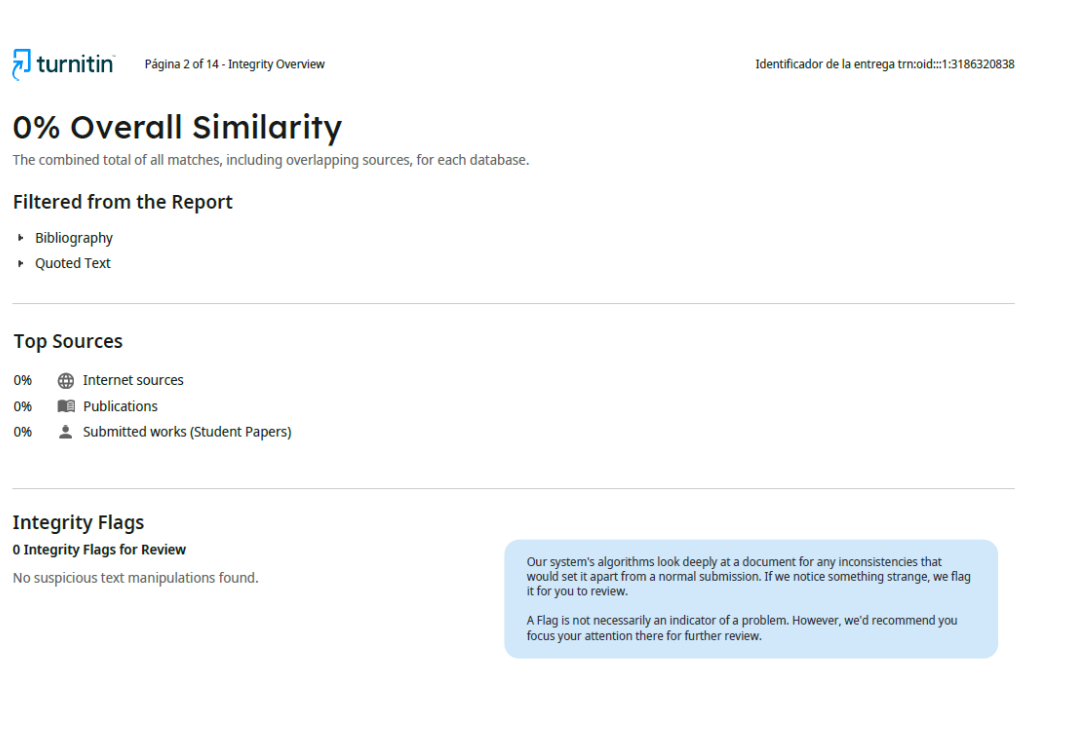 turnitin
Página 2 of 14 - Integrity Overview
Identificador de la entrega trn:oid:::1:3186320838
0% Overall Similarity
The combined total of all matches, including overlapping sources, for each database.
Filtered from the Report
Bibliography
Quoted Text
Top Sources
0% Internet sources
0% Publications
0% Submitted works (Student Papers)
Integrity Flags
0 Integrity Flags for Review
No suspicious text manipulations found.
Our system's algorithms look deeply at a document for any inconsistencies that
would set it apart from a normal submission. If we notice something strange, we flag
it for you to review.
A Flag is not necessarily an indicator of a problem. However, we'd recommend you
focus your attention there for further review.